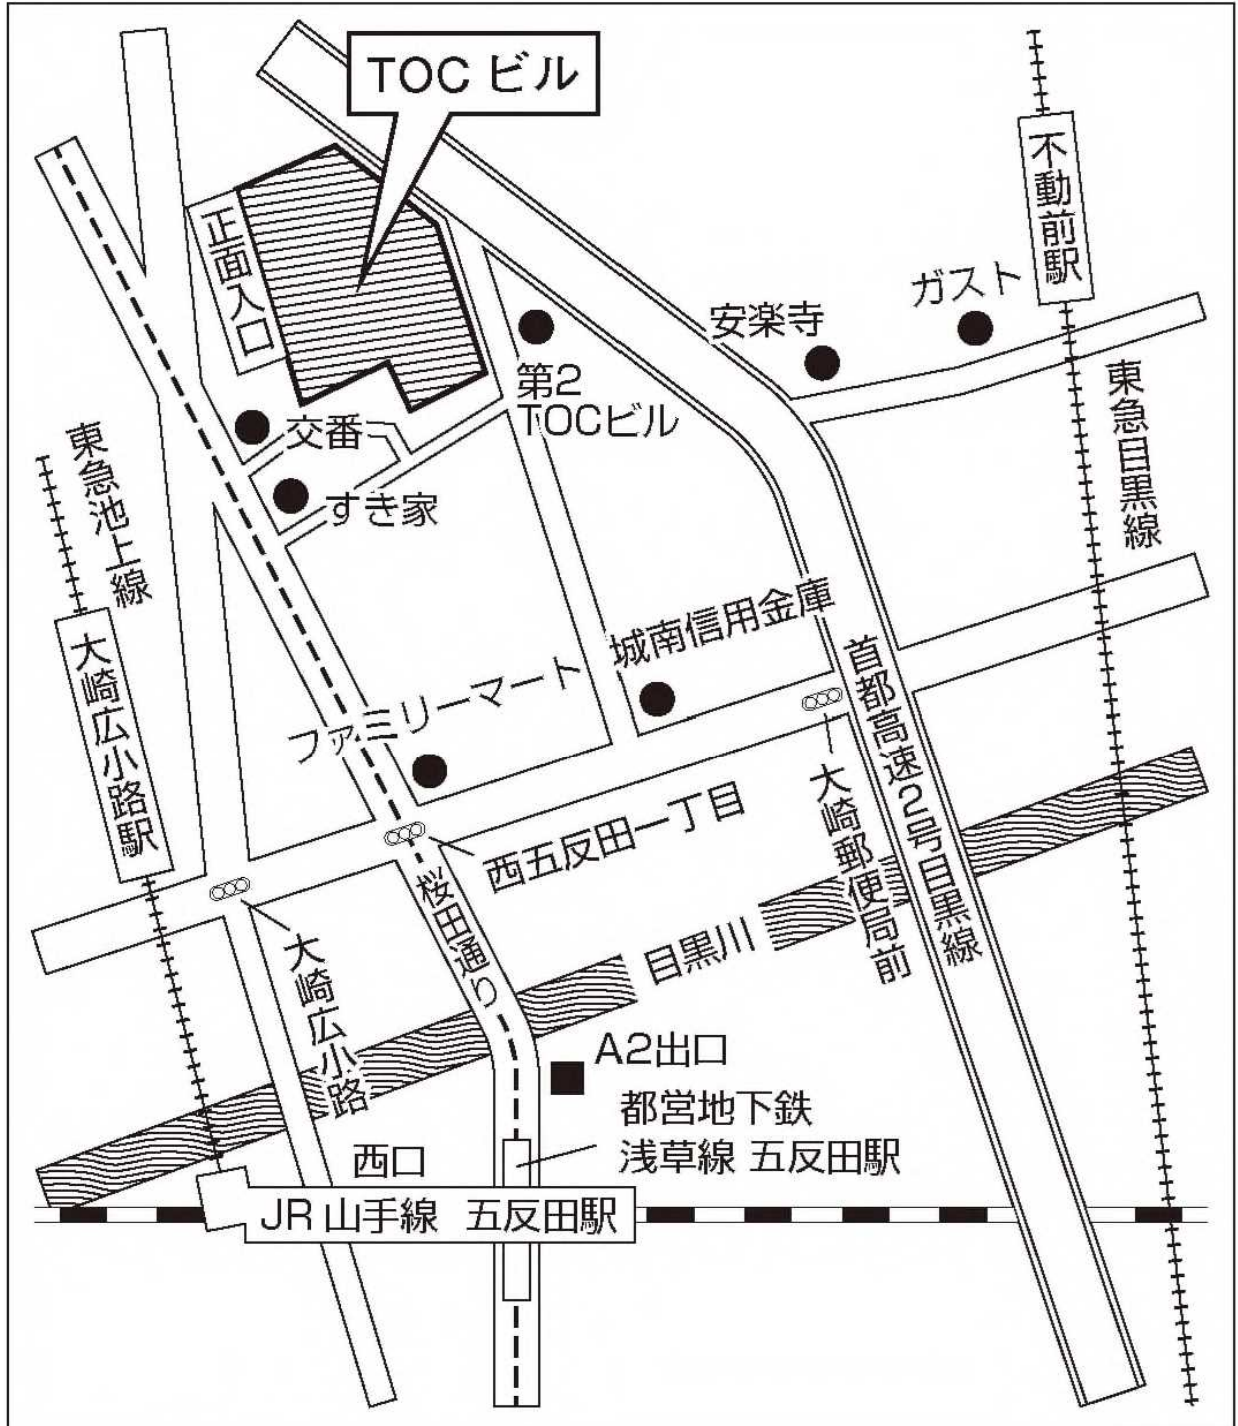 TOC ビル
正面入口
不動前駅
ガスト
安楽寺
第2
TOCビル
東急目黒線
交番
すき家
東急池上線
大崎広小路駅
城南信用金庫
ファミリーマート
首都高速2号目黒線
大崎郵便局前
西五反田一丁目
桜田通り
大崎広小路
目黒川
A2出口
都営地下鉄
浅草線 五反田駅
西口
JR 山手線 五反田駅